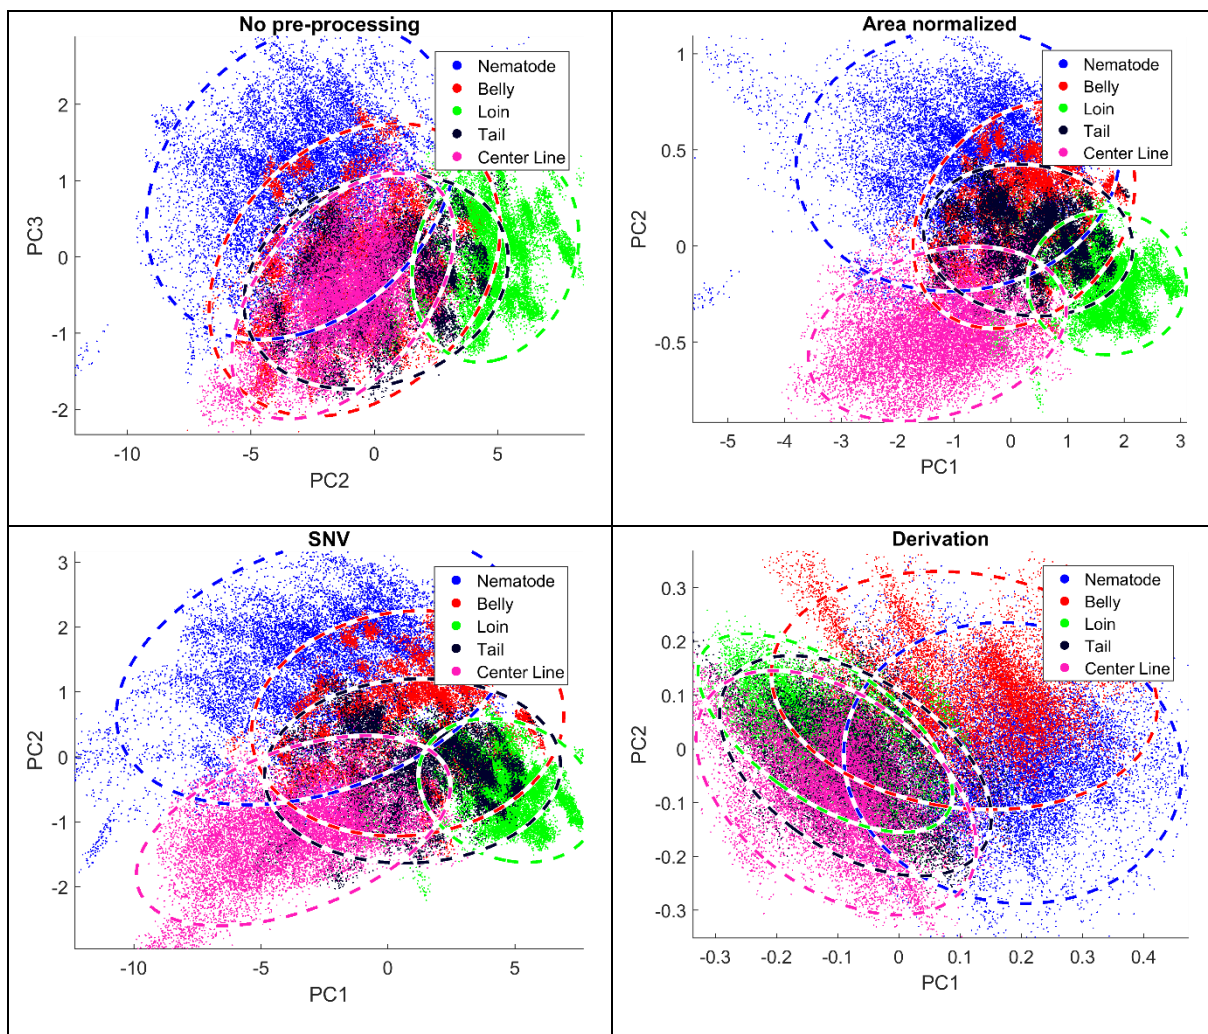 No pre-processing
Nematode
Belly
Loin
Tail
Center Line
2
1
0
-1
-2
PC3
-10
-5
0
5
PC2
Area normalized
Nematode
Belly
Loin
Tail
Center Line
1
0.5
0
-0.5
PC2
-5
-4
-3
-2
-1
0
1
2
3
PC1
SNV
Nematode
Belly
Loin
Tail
Center Line
3
2
1
0
-1
-2
PC2
-10
-5
0
5
PC1
Derivation
Nematode
Belly
Loin
Tail
Center Line
0.3
0.2
0.1
0
-0.1
-0.2
-0.3
PC2
-0.3
-0.2
-0.1
0
0.1
0.2
0.3
0.4
PC1